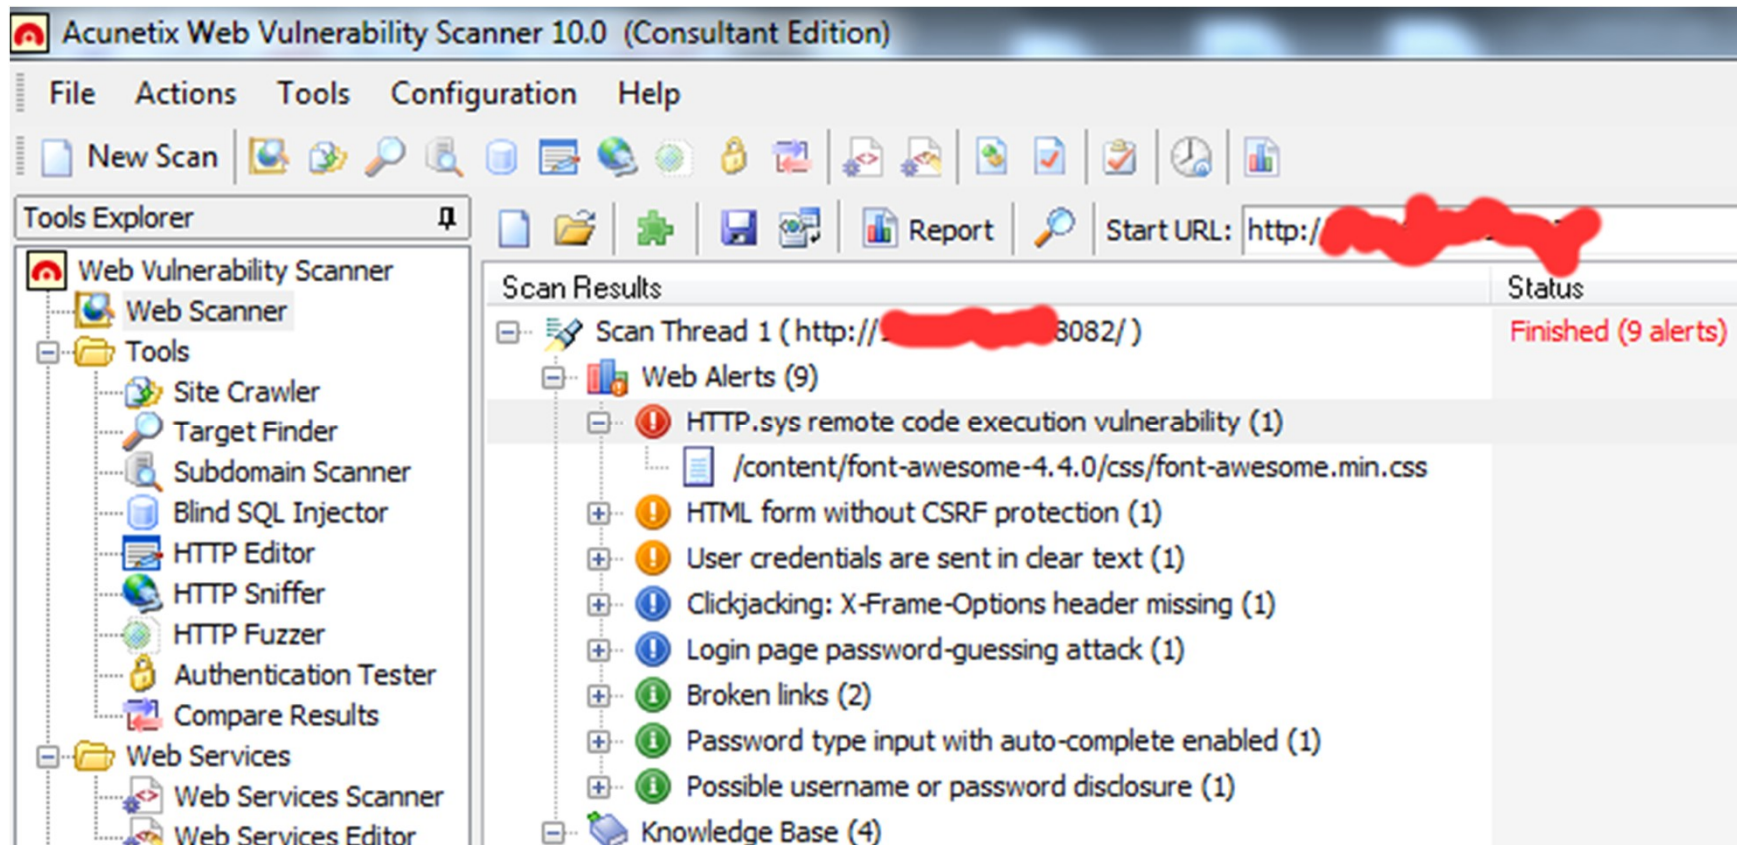 Acunetix Web Vulnerability Scanner 10.0 (Consultant Edition)
File Actions Tools Configuration Help
New Scan
Tools Explorer
Report Start URL: http:/
Web Vulnerability Scanner
Scan Results Status
Web Scanner
Scan Thread 1 ( http:// 8082/ ) Finished (9 alerts)
Tools
Web Alerts (9)
Site Crawler
HTTP.sys remote code execution vulnerability (1)
Target Finder
/content/font-awesome-4.4.0/css/font-awesome.min.css
Subdomain Scanner
Blind SQL Injector
HTML form without CSRF protection (1)
HTTP Editor
User credentials are sent in clear text (1)
HTTP Sniffer
Clickjacking: X-Frame-Options header missing (1)
HTTP Fuzzer
Login page password-guessing attack (1)
Authentication Tester
Broken links (2)
Compare Results
Password type input with auto-complete enabled (1)
Web Services
Possible username or password disclosure (1)
Web Services Scanner
Knowledge Base (4)
Web Services Editor